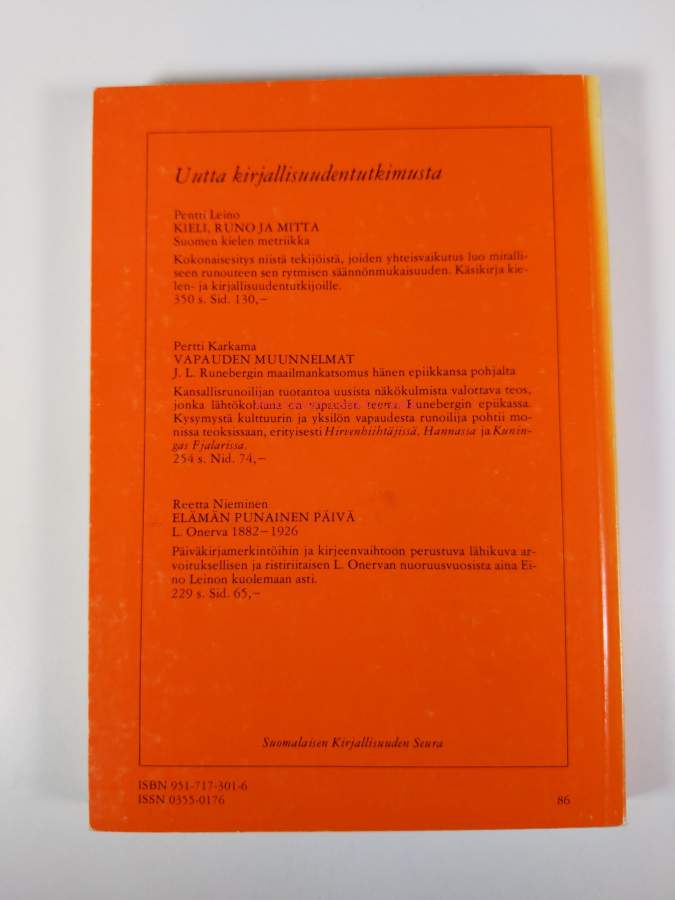 Uutta kirjallisuudentutkimusta
Pentti Leino
KIELI, RUNO JA MITTA
Suomen kielen metriikka
Kokonaisesitys niistä tekijöistä, joiden yhteisvaikutus luo mitalli-
seen runouteen sen rytmisen säännönmukaisuuden. Käsikirja kie-
len- ja kirjallisuudentutkijoille.
350 s. Sid. 130,–
Pertti Karkama
VAPAUDEN MUUNNELMAT
J. L. Runebergin maailmankatsomus hänen epiikkansa pohjalta
Kansallisrunoilijan tuotantoa uusista näkökulmista valottava teos,
jonka lähtökohtana on vapauden teema Runebergin epiikassa.
Kysymystä kulttuurin ja yksilön vapaudesta runoilija pohtii mo-
nissa teoksissaan, erityisesti Hirvenhiihtäjissä, Hannassa ja Kunin-
gas Fjalarissa.
254 s. Nid. 74,–
Reetta Nieminen
ELÄMÄN PUNAINEN PÄIVÄ
L. Onerva 1882–1926
Päiväkirjamerkintöihin ja kirjeenvaihtoon perustuva lähikuva ar-
voituksellisen ja ristiriitaisen L. Onervan nuoruusvuosista aina Ei-
no Leinon kuolemaan asti.
229 s. Sid. 65,–
Suomalaisen Kirjallisuuden Seura
ISBN 951-717-301-6
ISSN 0355-0176
86